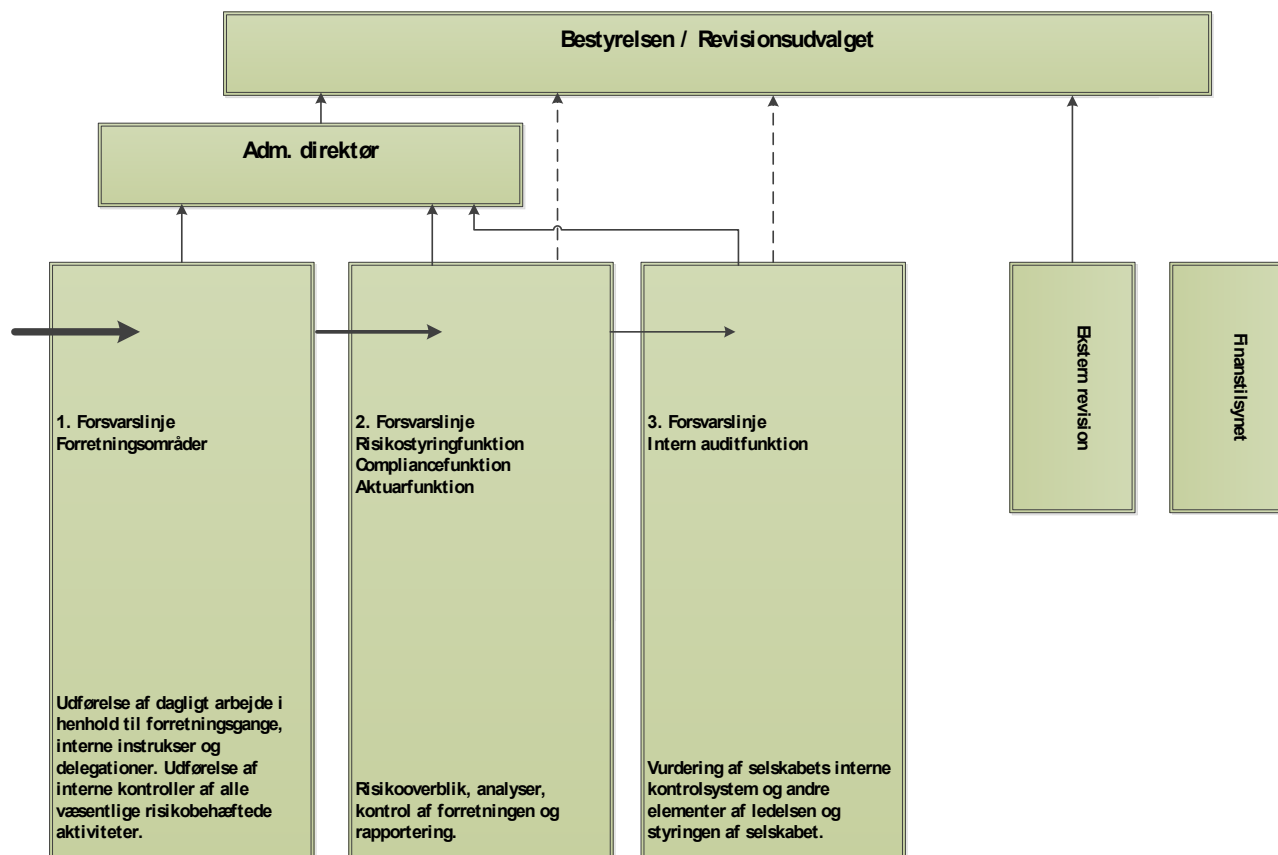 Bestyrelsen / Revisionsudvalget
Adm. direktør
1. Forsvarslinje
Forretningsområder
Udførelse af dagligt arbejde i
henhold til forretningsgange,
interne instrukser og
delegationer. Udførelse af
interne kontroller af alle
væsentlige risikobehæftede
aktiviteter.
2. Forsvarslinje
Risikostyringfunktion
Compliancefunktion
Aktuarfunktion
Risikooverblik, analyser,
kontrol af forretningen og
rapportering.
3. Forsvarslinje
Intern auditfunktion
Vurdering af selskabets interne
kontrolsystem og andre
elementer af ledelsen og
styringen af selskabet.
Ekstern revision
Finanstilsynet